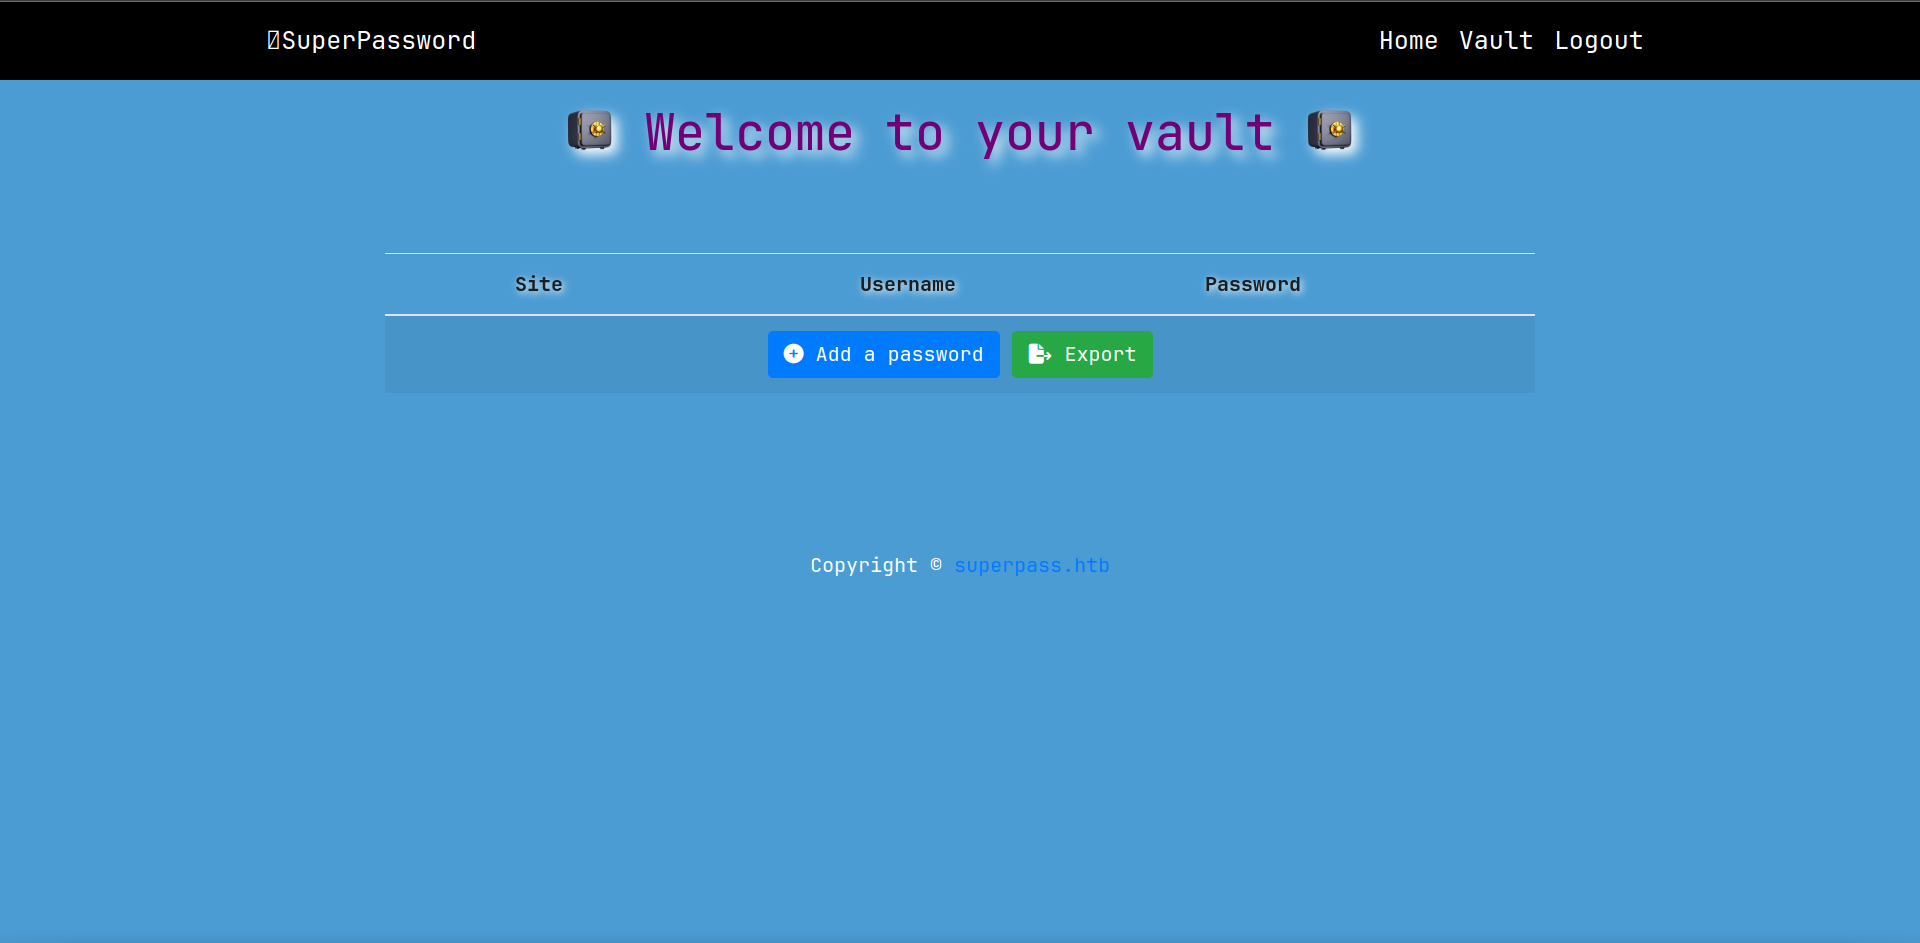 SuperPassword Home Vault Logout
Welcome to your vault
Site Username Password
Add a password Export
Copyright © superpass.htb